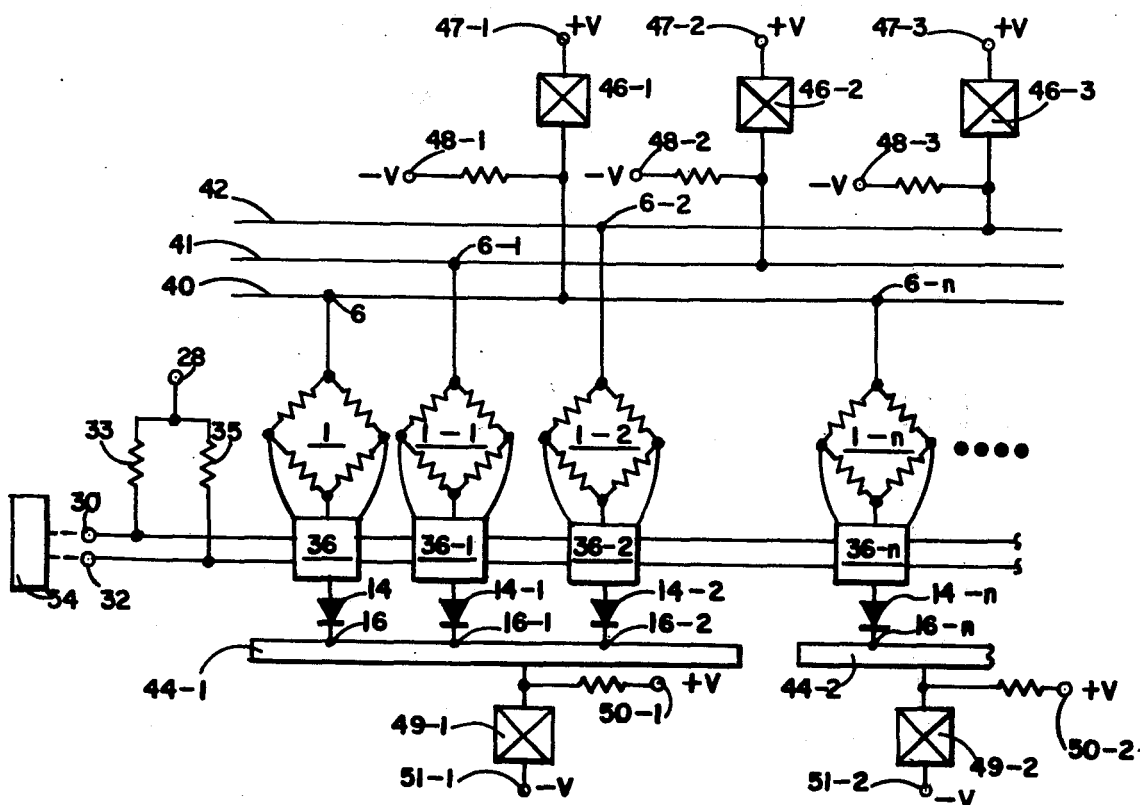 47-1 +V 47-2 +V 47-3 +V
46-1 46-2 46-3
48-1 48-2 48-3
-V -V -V
42 6-2
41 6-1
40 6 6-n
28
33 35 1 1-1 1-2 1-n
30
36 36-1 36-2 36-n
54 32 14 14-1 14-2 14-n
16 16-1 16-2 16-n
44-1 +V 44-2 +V
50-1
49-1 50-2
49-2
51-1 -V 51-2 -V